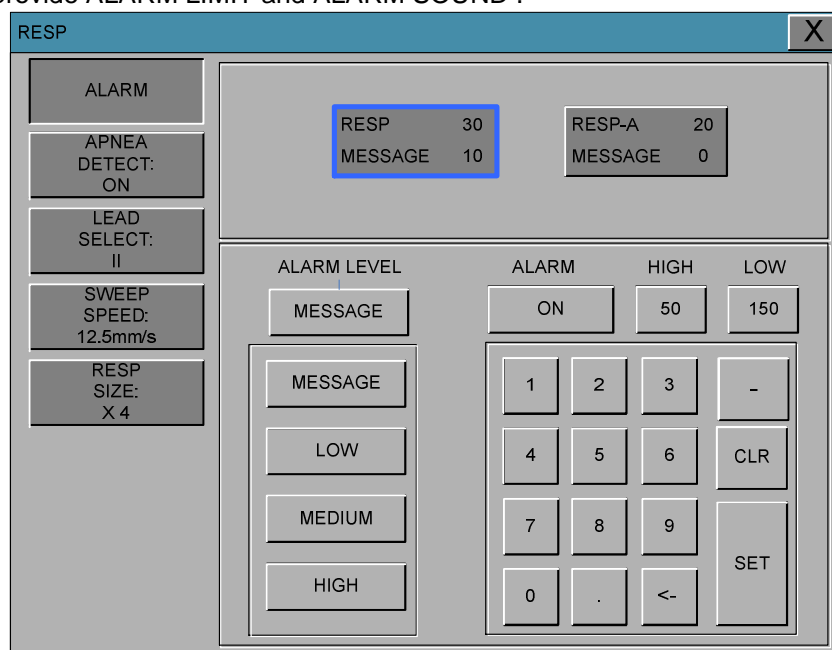 provide ALARM LIMIT and ALARM SOUND .
RESP X
ALARM
APNEA
DETECT:
ON
LEAD
SELECT:
II
SWEEP
SPEED:
12.5mm/s
RESP
SIZE:
X 4
RESP 30
MESSAGE 10
RESP-A 20
MESSAGE 0
ALARM LEVEL
MESSAGE
MESSAGE
LOW
MEDIUM
HIGH
ALARM HIGH LOW
ON 50 150
1 2 3 -
4 5 6 CLR
7 8 9
SET
0 . <-